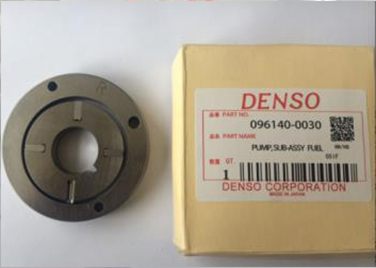 DENSO
品番 PART NO.
096140-0030
品名 PART NAME
PUMP,SUB-ASSY FUEL
数量 QT.
1
DENSO CORPORATION
MADE IN JAPAN
R